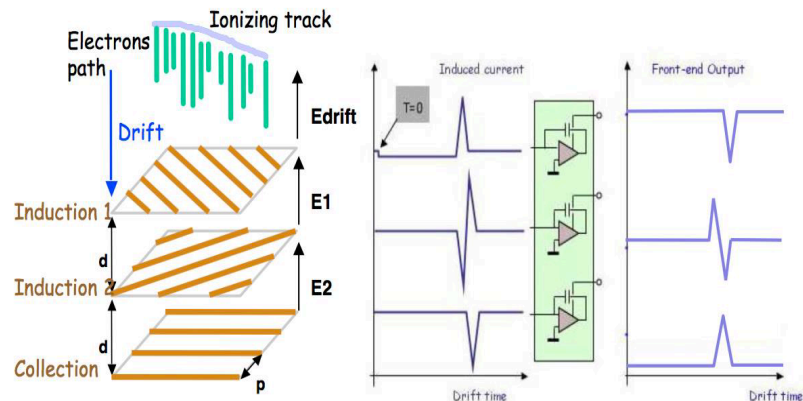 Ionizing track
Electrons
path
Drift
Edrift
Induction 1
E1
d
Induction 2
E2
d
Collection
p
Induced current
T=0
Drift time
Front-end Output
Drift time